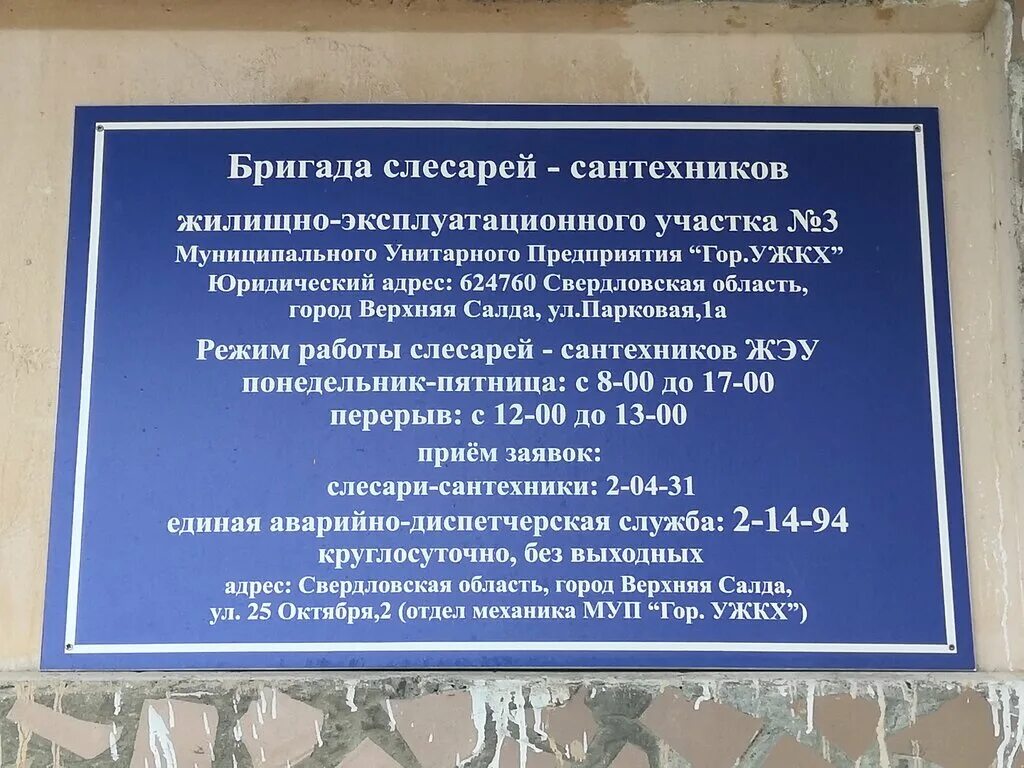 Бригада слесарей - сантехников
жилищно-эксплуатационного участка №3
Муниципального Унитарного Предприятия “Гор.УЖКХ”
Юридический адрес: 624760 Свердловская область,
город Верхняя Салда, ул.Парковая,1а
Режим работы слесарей - сантехников ЖЭУ
понедельник-пятница: с 8-00 до 17-00
перерыв: с 12-00 до 13-00
приём заявок:
слесари-сантехники: 2-04-31
единая аварийно-диспетчерская служба: 2-14-94
круглосуточно, без выходных
адрес: Свердловская область, город Верхняя Салда,
ул. 25 Октября,2 (отдел механика МУП “Гор. УЖКХ”)